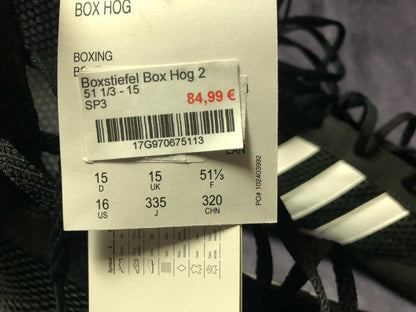 BOX HOG
BOXING
Boxstiefel Box Hog 2
51 1/3 - 15
SP3
84,99 €
17G970675113
15 15 51⅓
D UK F
16 335 320
US J CHN
PO# 102403992